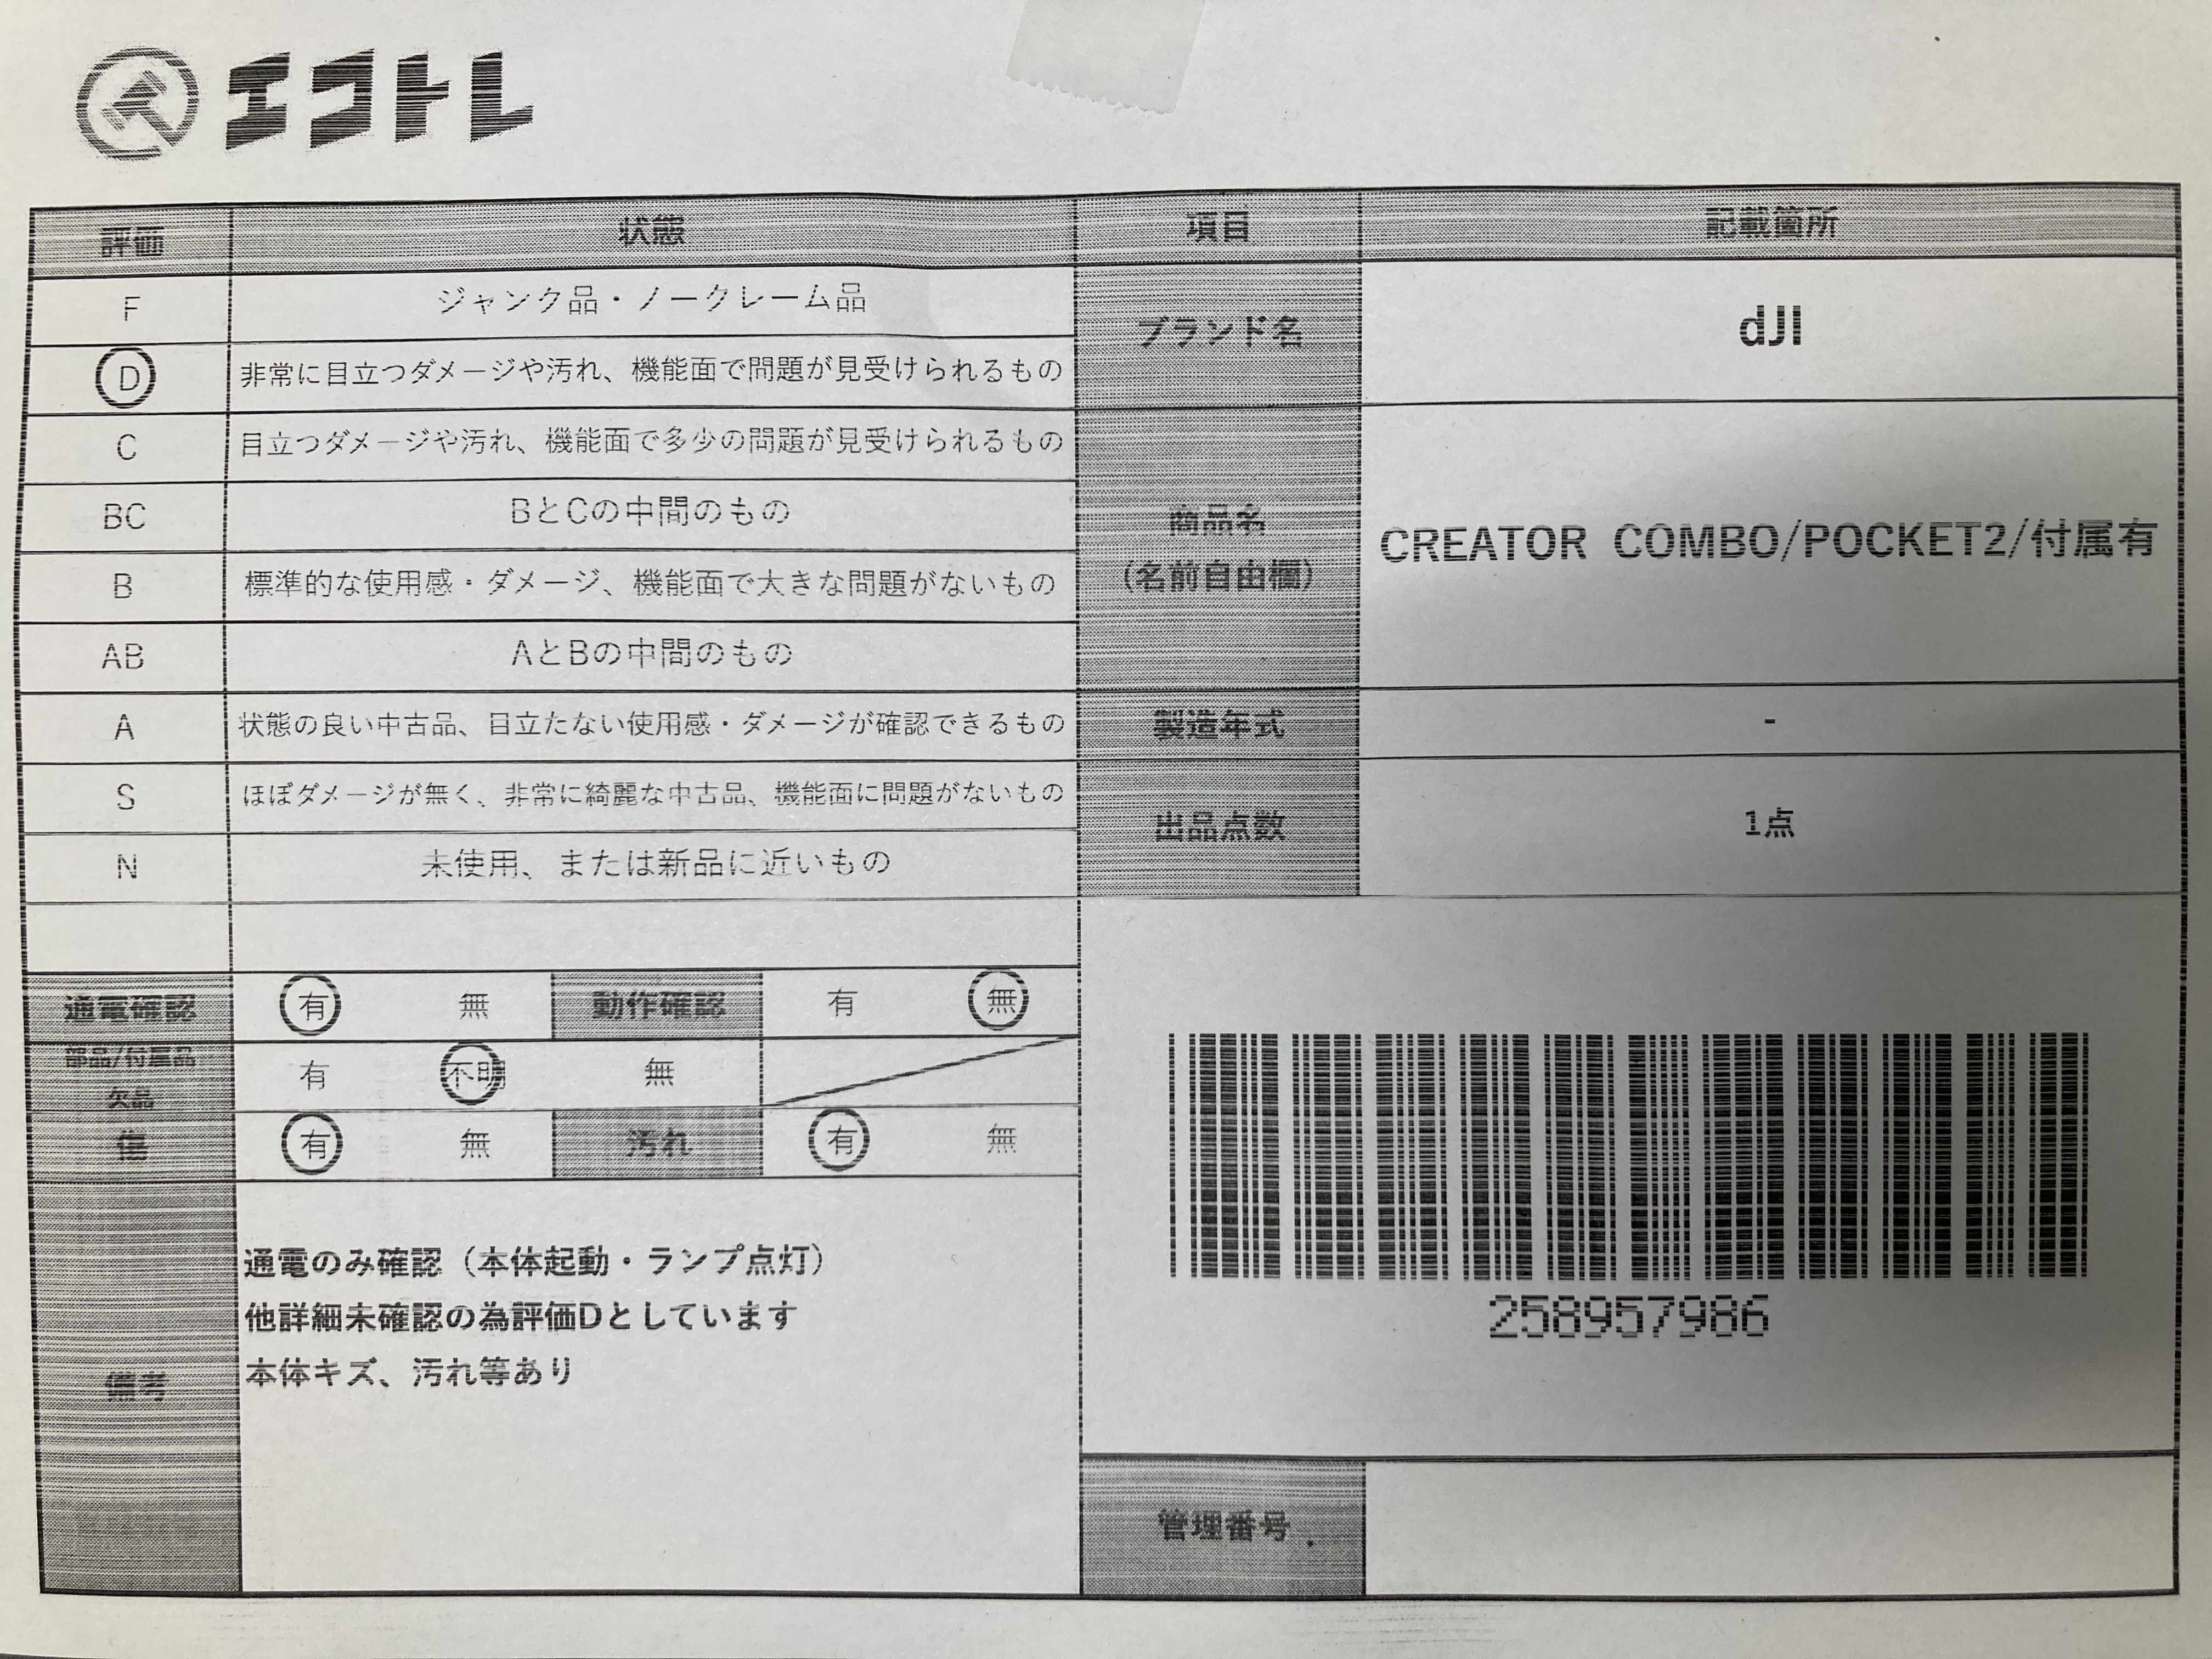 エコトレ
評価 状態 項目 記載箇所
F ジャンク品・ノークレーム品
D 非常に目立つダメージや汚れ、機能面で問題が見受けられるもの
C 目立つダメージや汚れ、機能面で多少の問題が見受けられるもの
BC BとCの中間のもの
B 標準的な使用感・ダメージ、機能面で大きな問題がないもの
AB AとBの中間のもの
A 状態の良い中古品、目立たない使用感・ダメージが確認できるもの
S ほぼダメージが無く、非常に綺麗な中古品、機能面に問題がないもの
N 未使用、または新品に近いもの
ブランド名 dJI
商品名
(名前自由欄)
CREATOR COMBO/POCKET2/付属有
製造年式 -
出品点数 1点
通電確認 有 無 動作確認 有 無
部品/付属品
欠品
有 不明 無
傷 有 無 汚れ 有 無
備考
通電のみ確認（本体起動・ランプ点灯）
他詳細未確認の為評価Dとしています
本体キズ、汚れ等あり
258957986
管理番号